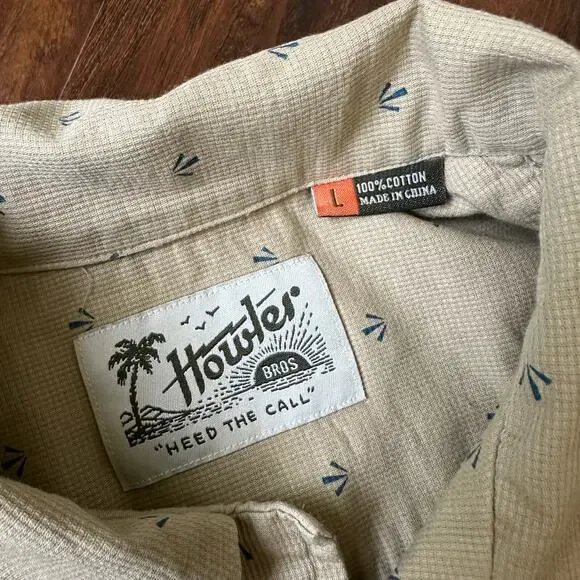 L
100% COTTON
MADE IN CHINA
Howler
BROS
"HEED THE CALL"